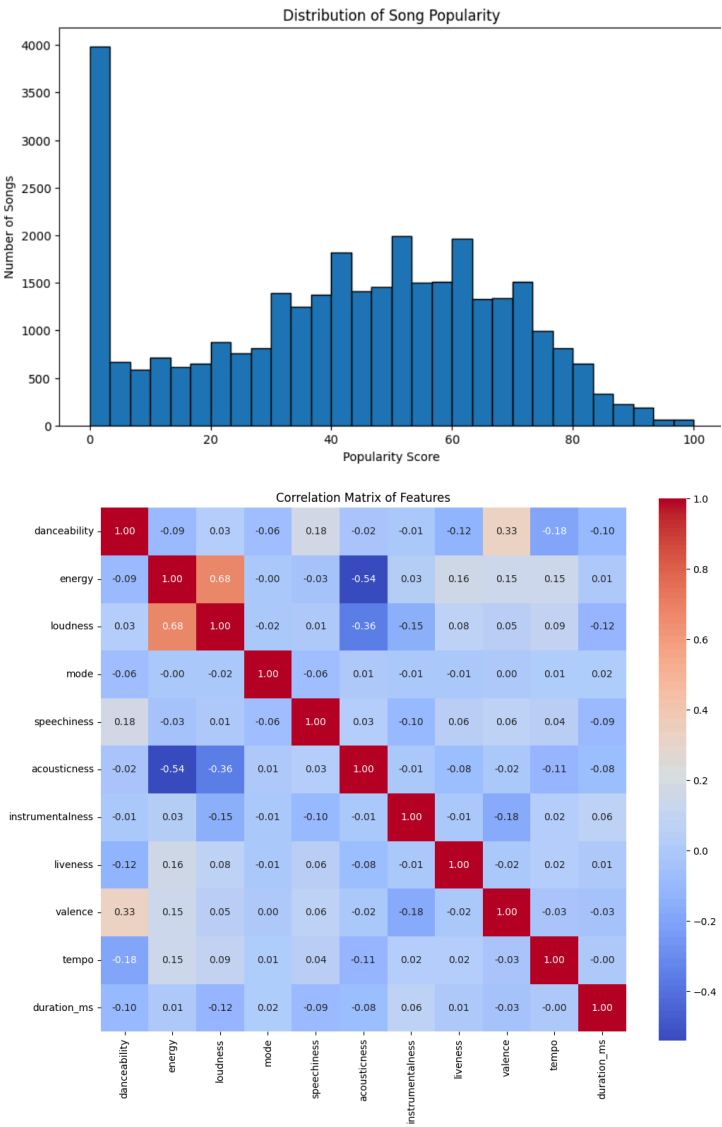 Distribution of Song Popularity
4000
3500
3000
2500
2000
1500
1000
500
0
Number of Songs
0 20 40 60 80 100
Popularity Score
Correlation Matrix of Features
danceability 1.00 -0.09 0.03 -0.06 0.18 -0.02 -0.01 -0.12 0.33 -0.18 -0.10
energy -0.09 1.00 0.68 -0.00 -0.03 -0.54 0.03 0.16 0.15 0.15 0.01
loudness 0.03 0.68 1.00 -0.02 0.01 -0.36 -0.15 0.08 0.05 0.09 -0.12
mode -0.06 -0.00 -0.02 1.00 -0.06 0.01 -0.01 -0.01 0.00 0.01 0.02
speechiness 0.18 -0.03 0.01 -0.06 1.00 0.03 -0.10 0.06 0.06 0.04 -0.09
acousticness -0.02 -0.54 -0.36 0.01 0.03 1.00 -0.01 -0.08 -0.02 -0.11 -0.08
instrumentalness -0.01 0.03 -0.15 -0.01 -0.10 -0.01 1.00 -0.01 -0.18 0.02 0.06
liveness -0.12 0.16 0.08 -0.01 0.06 -0.08 -0.01 1.00 -0.02 0.02 0.01
valence 0.33 0.15 0.05 0.00 0.06 -0.02 -0.18 -0.02 1.00 -0.03 -0.03
tempo -0.18 0.15 0.09 0.01 0.04 -0.11 0.02 0.02 -0.03 1.00 -0.00
duration_ms -0.10 0.01 -0.12 0.02 -0.09 -0.08 0.06 0.01 -0.03 -0.00 1.00
danceability
energy
loudness
mode
speechiness
acousticness
instrumentalness
liveness
valence
tempo
duration_ms
1.0
0.8
0.6
0.4
0.2
0.0
−0.2
−0.4